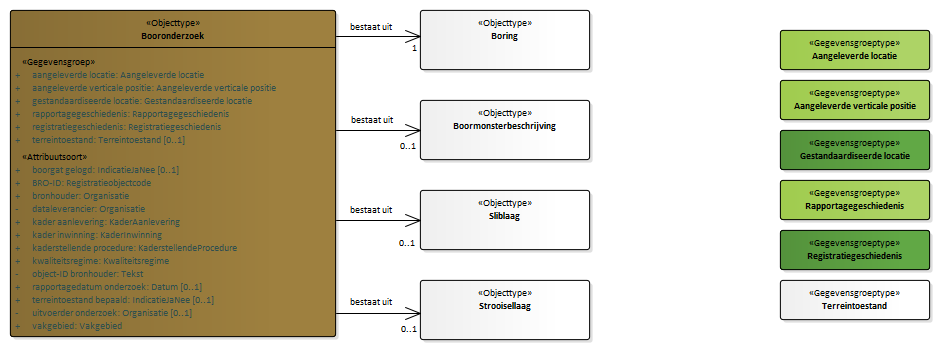 «Objecttype»
Booronderzoek
«Gegevensgroep»
+ aangeleverde locatie: Aangeleverde locatie
+ aangeleverde verticale positie: Aangeleverde verticale positie
+ gestandaardiseerde locatie: Gestandaardiseerde locatie
+ rapportagegeschiedenis: Rapportagegeschiedenis
+ registratiegeschiedenis: Registratiegeschiedenis
+ terreintoestand: Terreintoestand [0..1]
«Attribuutsoort»
+ boorgat gelogd: IndicatieJaNee [0..1]
+ BRO-ID: Registratieobjectcode
+ bronhouder: Organisatie
- dataleverancier: Organisatie
+ kader aanlevering: KaderAanlevering
+ kader inwinning: KaderInwinning
+ kaderstellende procedure: KaderstellendeProcedure
+ kwaliteitsregime: Kwaliteitsregime
- object-ID bronhouder: Tekst
+ rapportagedatum onderzoek: Datum [0..1]
+ terreintoestand bepaald: IndicatieJaNee [0..1]
- uitvoerder onderzoek: Organisatie [0..1]
+ vakgebied: Vakgebied
bestaat uit
1
«Objecttype»
Boring
bestaat uit
0..1
«Objecttype»
Boormonsterbeschrijving
bestaat uit
0..1
«Objecttype»
Sliblaag
bestaat uit
0..1
«Objecttype»
Strooisellaag
«Gegevensgroeptype»
Aangeleverde locatie
«Gegevensgroeptype»
Aangeleverde verticale positie
«Gegevensgroeptype»
Gestandaardiseerde locatie
«Gegevensgroeptype»
Rapportagegeschiedenis
«Gegevensgroeptype»
Registratiegeschiedenis
«Gegevensgroeptype»
Terreintoestand